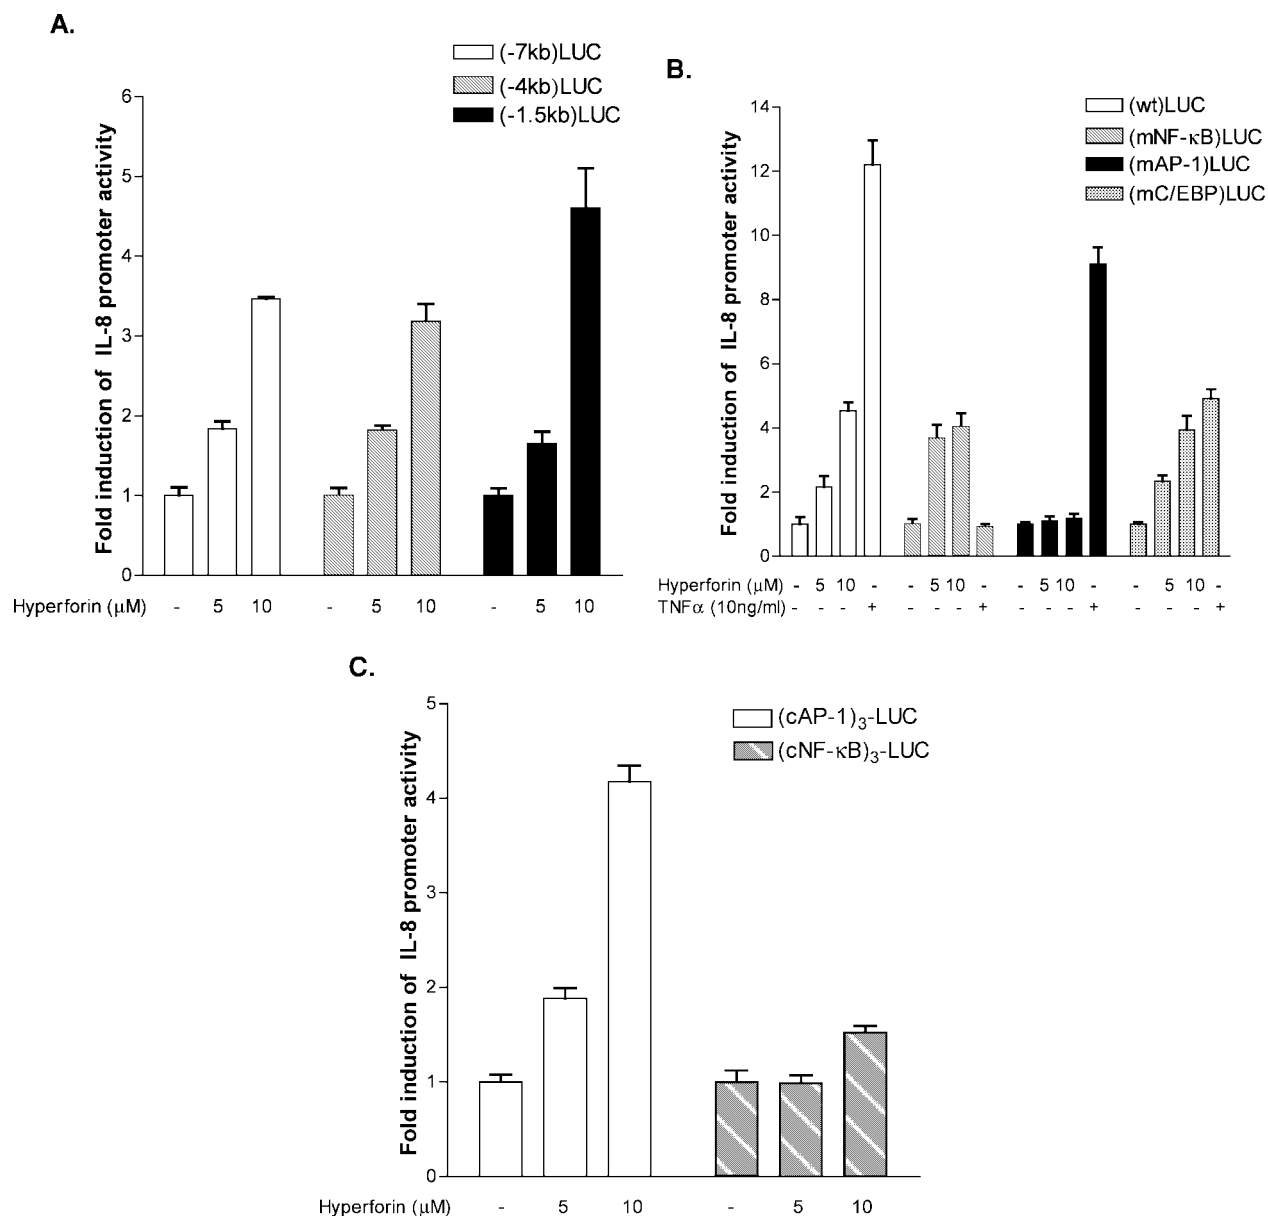 A.
(-7kb)LUC
(-4kb)LUC
(-1.5kb)LUC
Fold induction of IL-8 promoter activity
6
5
4
3
2
1
0
Hyperforin (μM) - 5 10 - 5 10 - 5 10
B.
(wt)LUC
(mNF-κB)LUC
(mAP-1)LUC
(mC/EBP)LUC
Fold induction of IL-8 promoter activity
14
12
10
8
6
4
2
0
Hyperforin (μM) - 5 10 - - 5 10 - - 5 10 - - 5 10 -
TNFα (10ng/ml) - - - + - - - + - - - + - - - +
C.
(cAP-1)3-LUC
(cNF-κB)3-LUC
Fold induction of IL-8 promoter activity
5
4
3
2
1
0
Hyperforin (μM) - 5 10 - 5 10